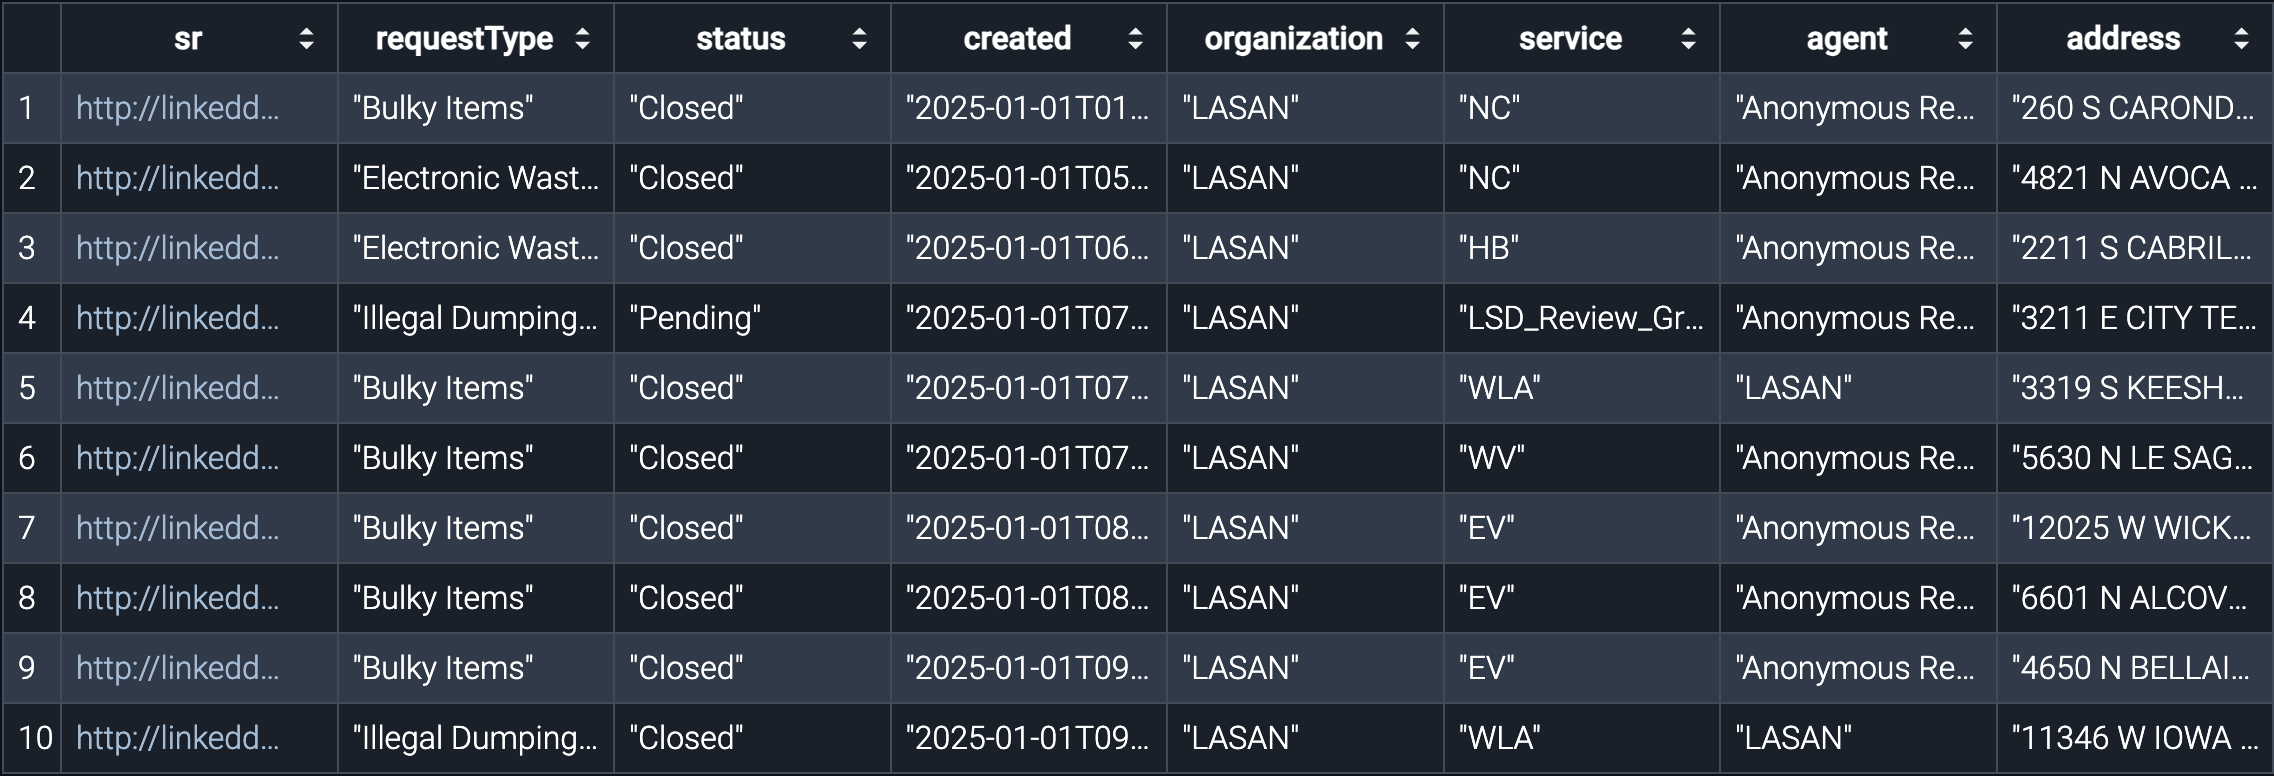 sr requestType status created organization service agent address
1 http://linkedd... "Bulky Items" "Closed" "2025-01-01T01... "LASAN" "NC" "Anonymous Re... "260 S CAROND...
2 http://linkedd... "Electronic Wast... "Closed" "2025-01-01T05... "LASAN" "NC" "Anonymous Re... "4821 N AVOCA ...
3 http://linkedd... "Electronic Wast... "Closed" "2025-01-01T06... "LASAN" "HB" "Anonymous Re... "2211 S CABRIL...
4 http://linkedd... "Illegal Dumping... "Pending" "2025-01-01T07... "LASAN" "LSD_Review_Gr... "Anonymous Re... "3211 E CITY TE...
5 http://linkedd... "Bulky Items" "Closed" "2025-01-01T07... "LASAN" "WLA" "LASAN" "3319 S KEESH...
6 http://linkedd... "Bulky Items" "Closed" "2025-01-01T07... "LASAN" "WV" "Anonymous Re... "5630 N LE SAG...
7 http://linkedd... "Bulky Items" "Closed" "2025-01-01T08... "LASAN" "EV" "Anonymous Re... "12025 W WICK...
8 http://linkedd... "Bulky Items" "Closed" "2025-01-01T08... "LASAN" "EV" "Anonymous Re... "6601 N ALCOV...
9 http://linkedd... "Bulky Items" "Closed" "2025-01-01T09... "LASAN" "EV" "Anonymous Re... "4650 N BELLAI...
10 http://linkedd... "Illegal Dumping... "Closed" "2025-01-01T09... "LASAN" "WLA" "LASAN" "11346 W IOWA ...